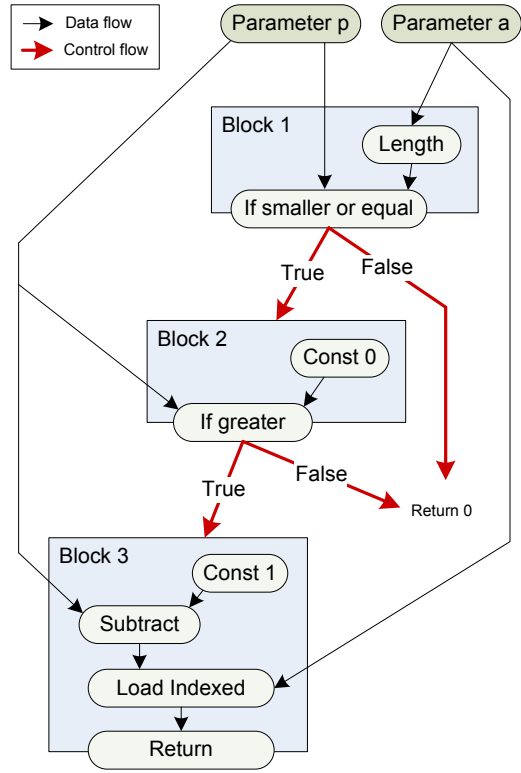 Data flow
Control flow
Parameter p
Parameter a
Block 1
Length
If smaller or equal
True
False
Block 2
Const 0
If greater
True
False
Return 0
Block 3
Const 1
Subtract
Load Indexed
Return